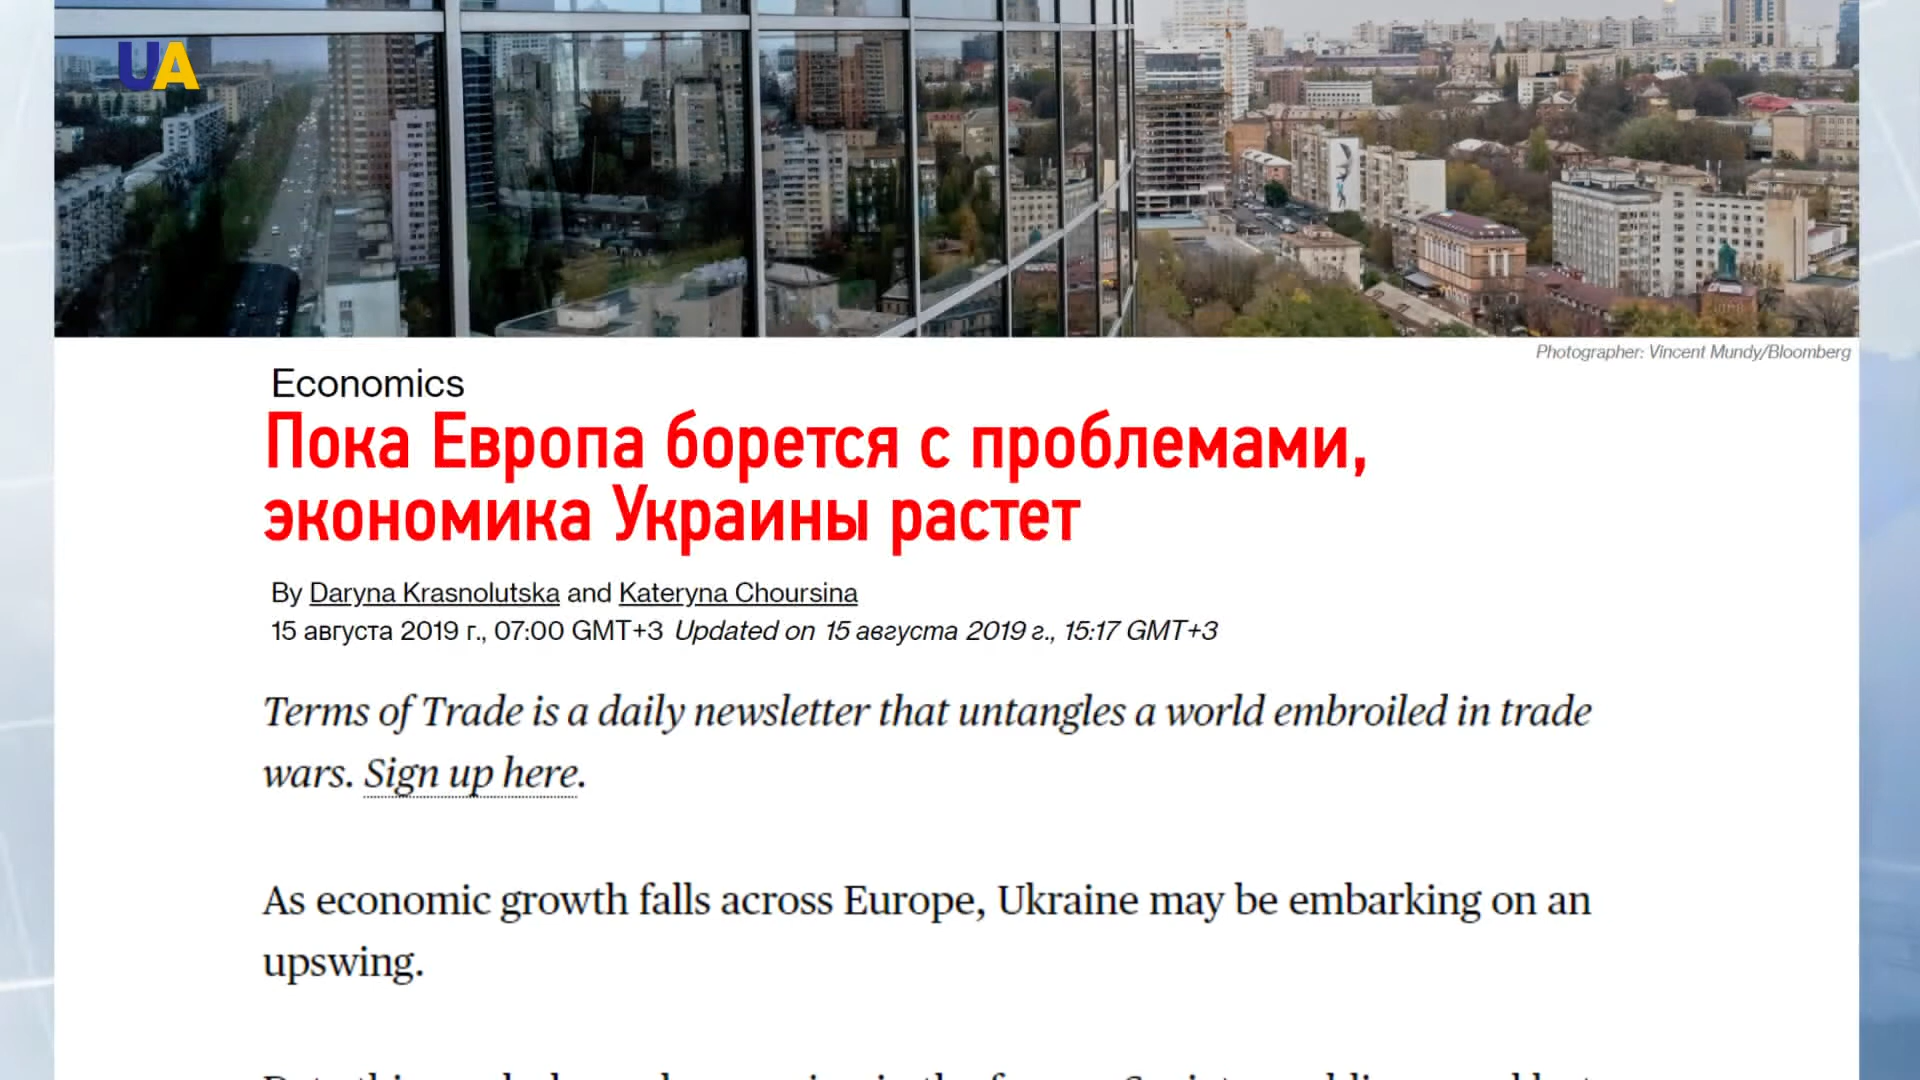 UA
Photographer: Vincent Mundy/Bloomberg
Economics
Пока Европа борется с проблемами,
экономика Украины растет
By Daryna Krasnolutska and Kateryna Choursina
15 августа 2019 г., 07:00 GMT+3 Updated on 15 августа 2019 г., 15:17 GMT+3
Terms of Trade is a daily newsletter that untangles a world embroiled in trade
wars. Sign up here.
As economic growth falls across Europe, Ukraine may be embarking on an
upswing.